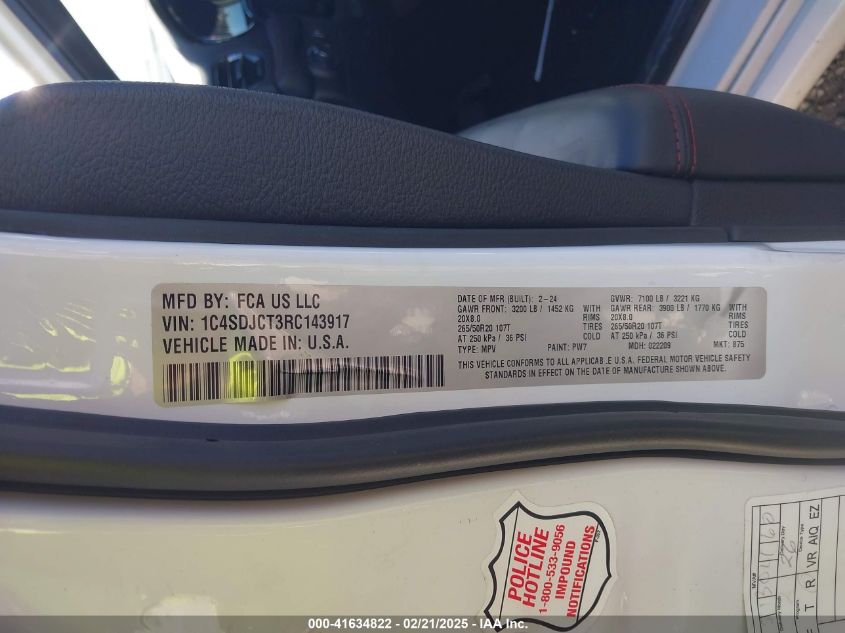 MFD BY: FCA US LLC
VIN: 1C4SDJCT3RC143917
VEHICLE MADE IN: U.S.A.
DATE OF MFR (BUILT): 2-24
GAWR FRONT: 3200 LB / 1452 KG
20X8.0 RIMS
265/50R20 107T TIRES
AT 250 kPa / 36 PSI COLD
TYPE: MPV PAINT: PW7
GVWR: 7100 LB / 3221 KG
GAWR REAR: 3900 LB / 1770 KG
20X8.0 RIMS
265/50R20 107T TIRES
AT 250 kPa / 36 PSI COLD
MDH: 022209 MKT: B75
THIS VEHICLE CONFORMS TO ALL APPLICABLE U.S.A. FEDERAL MOTOR VEHICLE SAFETY
STANDARDS IN EFFECT ON THE DATE OF MANUFACTURE SHOWN ABOVE.
POLICE
HOTLINE
1-800-533-9056
IMPOUND
NOTIFICATIONS
T R VR AIQ EZ
000-41634822 / 02/21/2025 - IAA Inc.